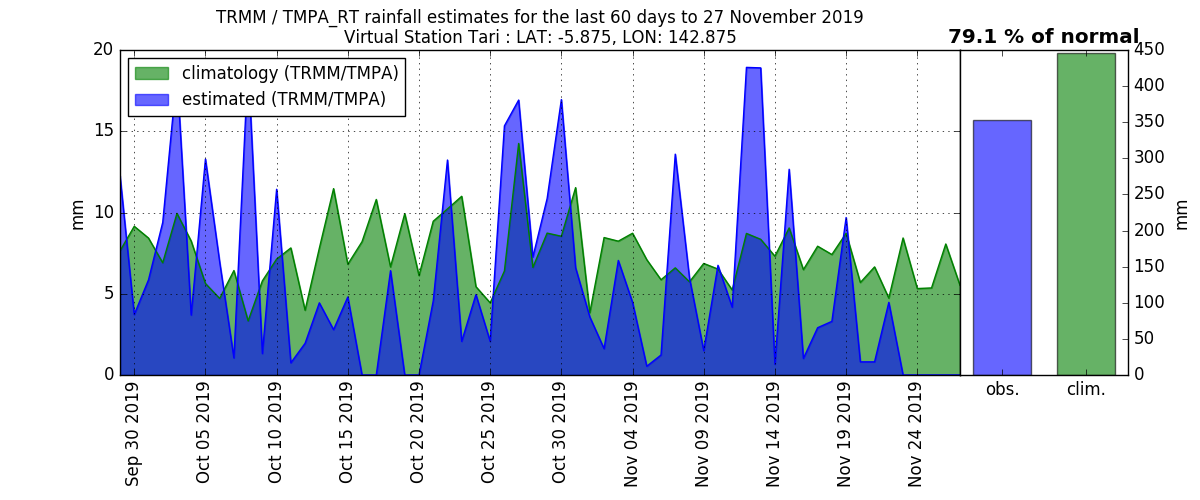 TRMM / TMPA_RT rainfall estimates for the last 60 days to 27 November 2019
Virtual Station Tari : LAT: -5.875, LON: 142.875
79.1 % of normal
climatology (TRMM/TMPA)
estimated (TRMM/TMPA)
20
15
10
5
0
mm
450
400
350
300
250
200
150
100
50
0
mm
obs.
clim.
Sep 30 2019
Oct 05 2019
Oct 10 2019
Oct 15 2019
Oct 20 2019
Oct 25 2019
Oct 30 2019
Nov 04 2019
Nov 09 2019
Nov 14 2019
Nov 19 2019
Nov 24 2019